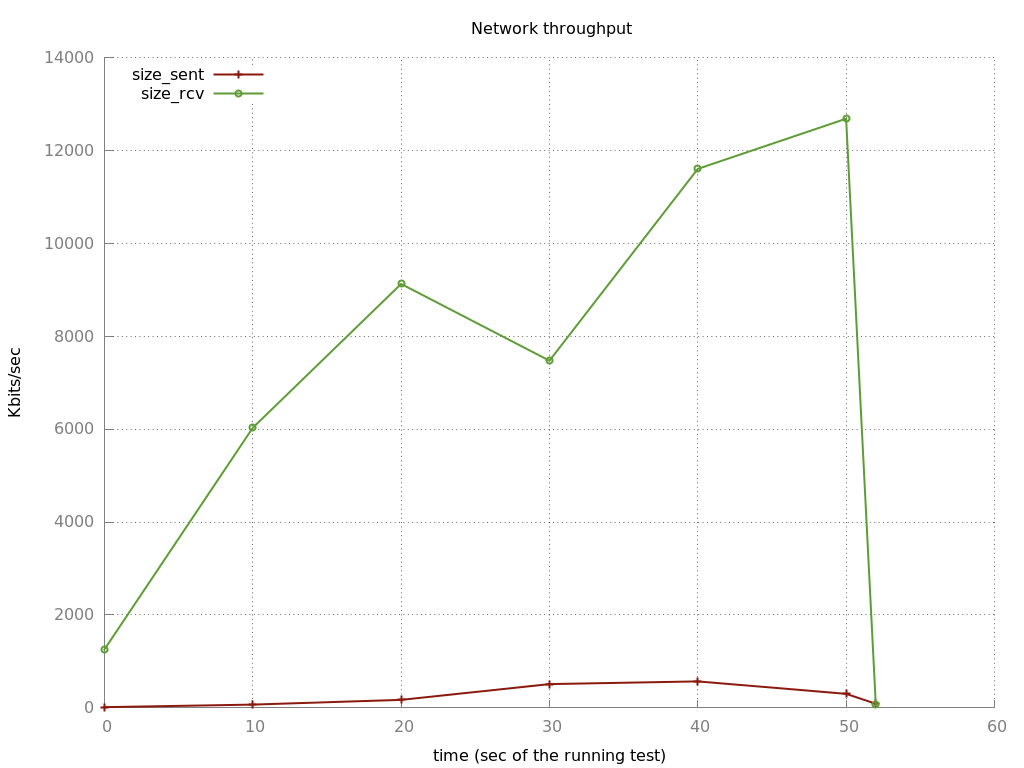 Network throughput
14000
size_sent
size_rcv
12000
10000
8000
Kbits/sec
6000
4000
2000
0
0 10 20 30 40 50 60
time (sec of the running test)